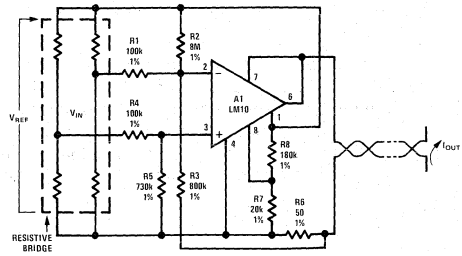 R1
100k
1%
R2
8M
1%
2
−
7
6
A1
LM10
1
VREF
VIN
R4
100k
1%
3
+
4
8
R8
180k
1%
IOUT
R5
730k
1%
R3
800k
1%
R7
20k
1%
R6
50
1%
RESISTIVE
BRIDGE